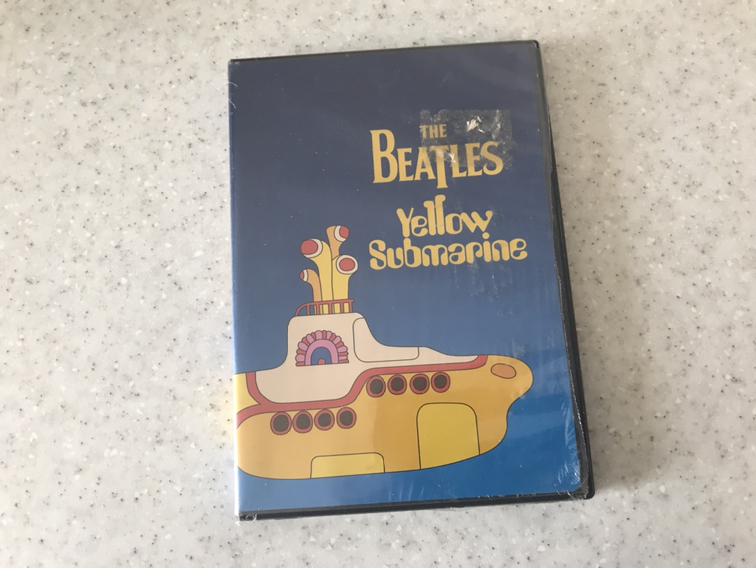 THE
BEATLES
Yellow
Submarine